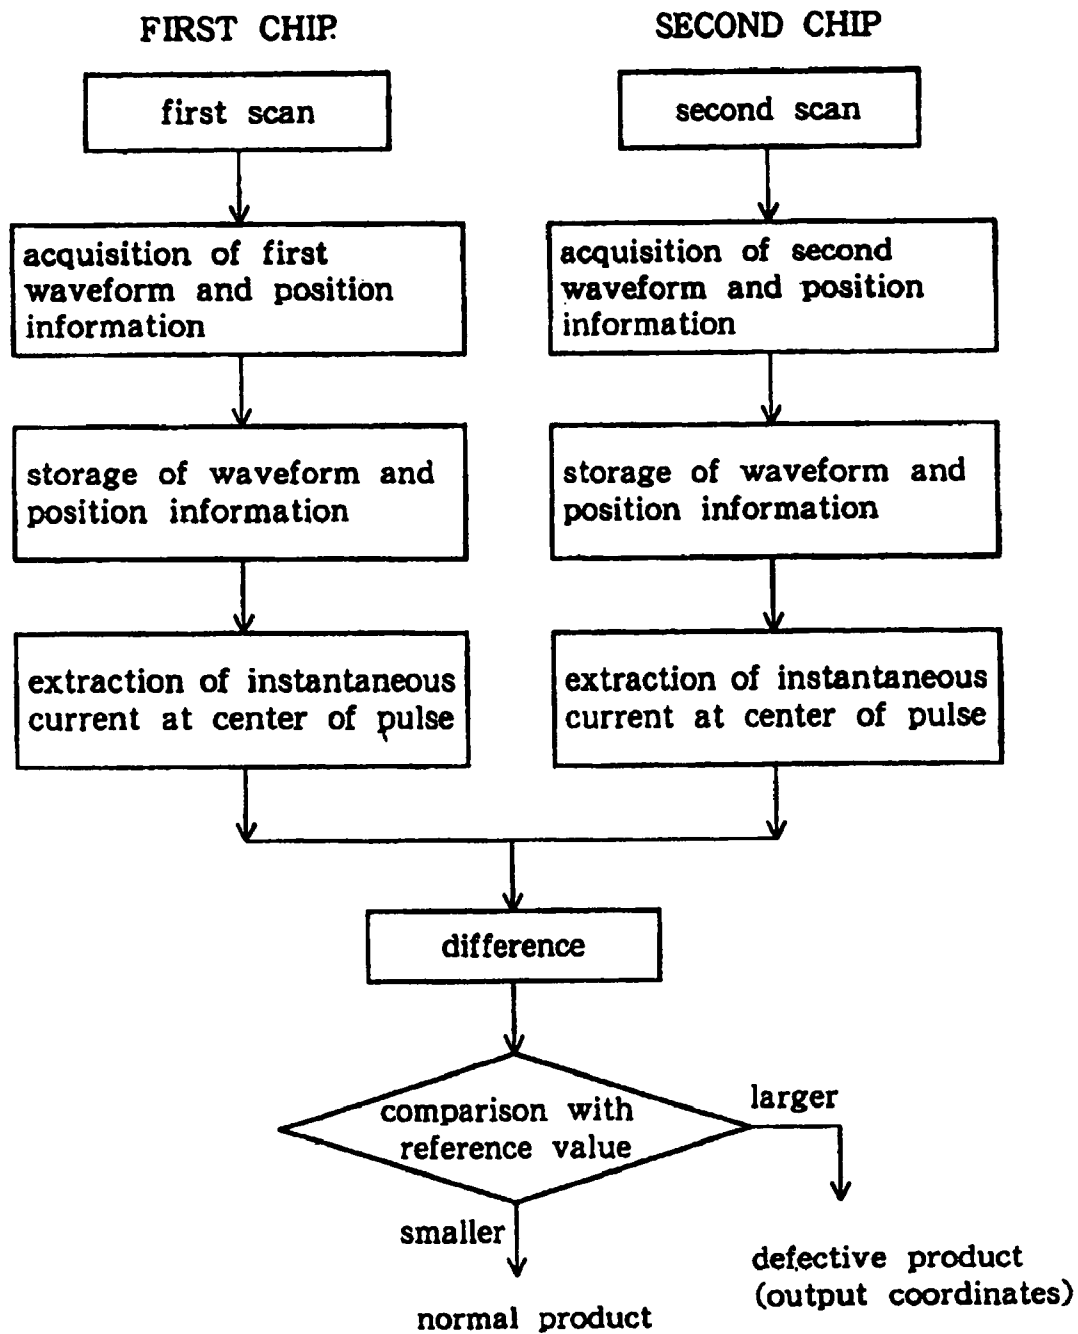 FIRST CHIP
SECOND CHIP
first scan
second scan
acquisition of first
waveform and position
information
acquisition of second
waveform and position
information
storage of waveform and
position information
storage of waveform and
position information
extraction of instantaneous
current at center of pulse
extraction of instantaneous
current at center of pulse
difference
comparison with
reference value
larger
smaller
defective product
(output coordinates)
normal product